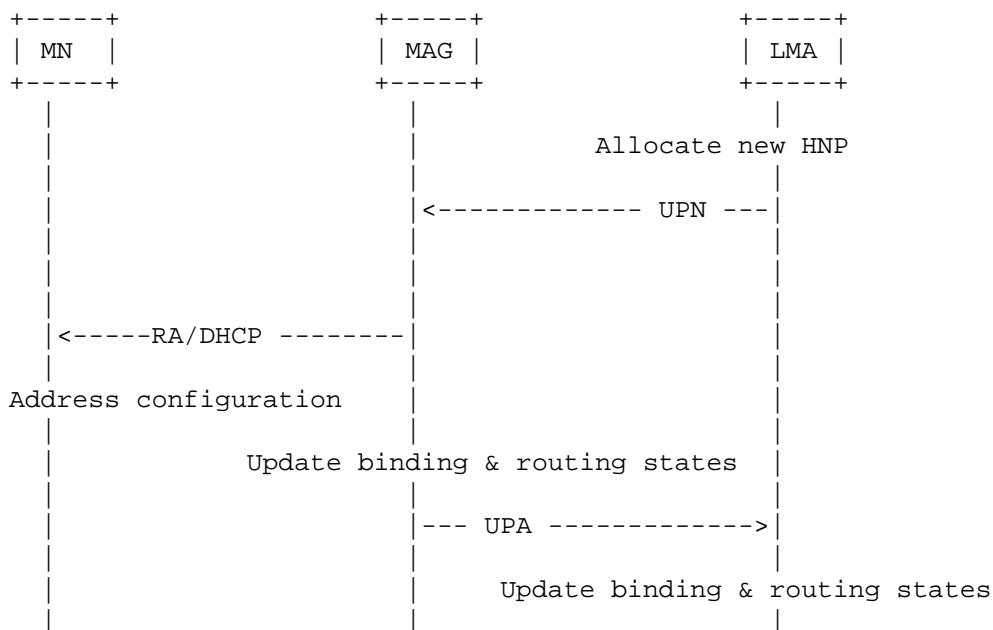 MN MAG LMA
Allocate new HNP
UPN
RA/DHCP
Address configuration
Update binding & routing states
UPA
Update binding & routing states